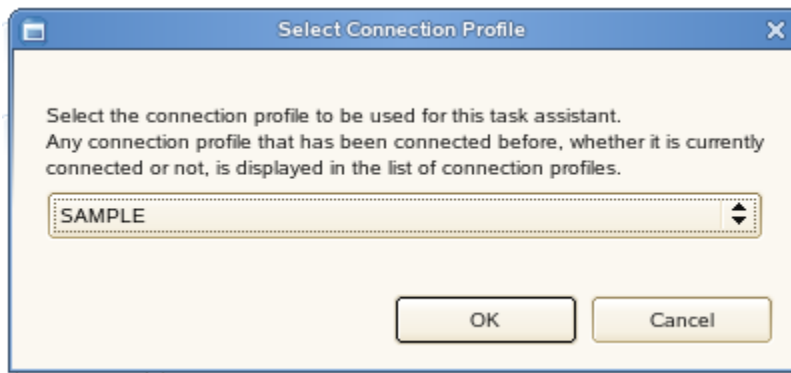 Select Connection Profile
Select the connection profile to be used for this task assistant.
Any connection profile that has been connected before, whether it is currently
connected or not, is displayed in the list of connection profiles.
SAMPLE
OK
Cancel